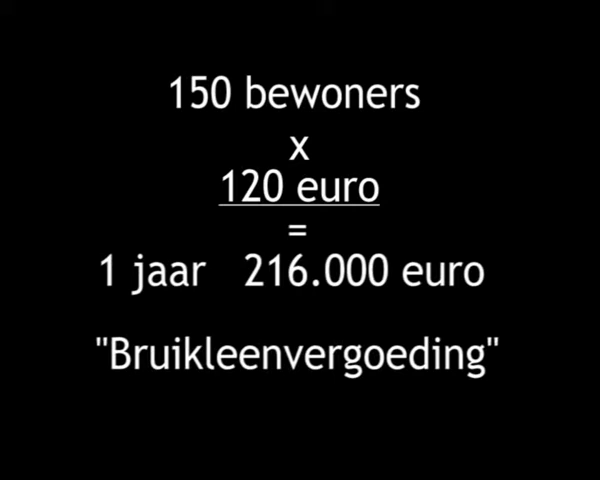 150 bewoners
x
120 euro
=
1 jaar 216.000 euro
"Bruikleenvergoeding"